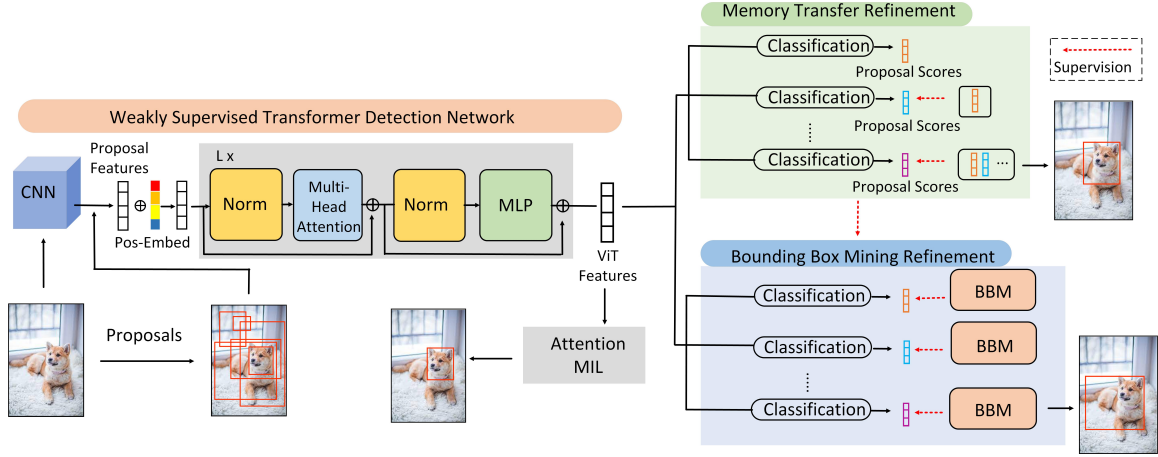 Memory Transfer Refinement
Classification
Proposal Scores
Classification
Proposal Scores
Classification
...
Proposal Scores
Supervision
Weakly Supervised Transformer Detection Network
CNN
Proposal
Features
Pos-Embed
L x
Norm
Multi-
Head
Attention
Norm
MLP
ViT
Features
Proposals
Attention
MIL
Bounding Box Mining Refinement
Classification
BBM
Classification
BBM
Classification
BBM